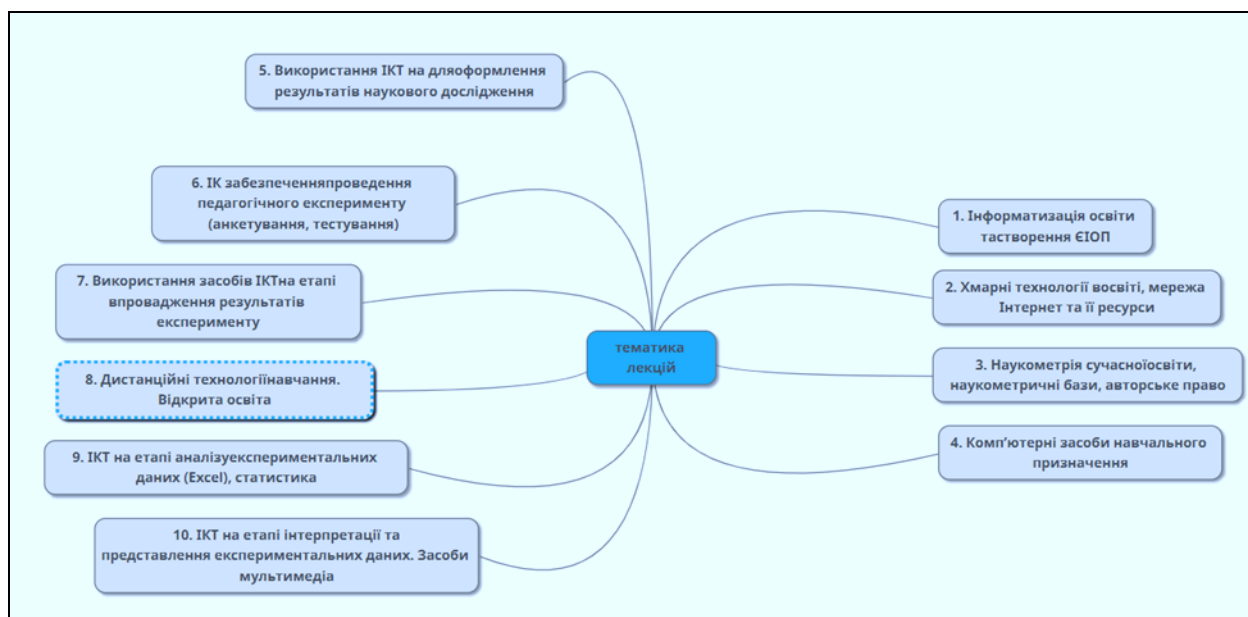 5. Використання ІКТ на дляоформлення
результатів наукового дослідження
6. ІК забезпеченняпроведення
педагогічного експерименту
(анкетування, тестування)
7. Використання засобів ІКТна етапі
впровадження результатів
експерименту
8. Дистанційні технологіїнавчання.
Відкрита освіта
9. ІКТ на етапі аналізуекспериментальних
даних (Excel), статистика
10. ІКТ на етапі інтерпретації та
представлення експериментальних даних. Засоби
мультимедіа
тематика
лекцій
1. Інформатизація освіти
тастворення ЄІОП
2. Хмарні технології восвіті, мережа
Інтернет та її ресурси
3. Наукометрія сучасноїосвіти,
наукометричні бази, авторське право
4. Комп’ютерні засоби навчального
призначення